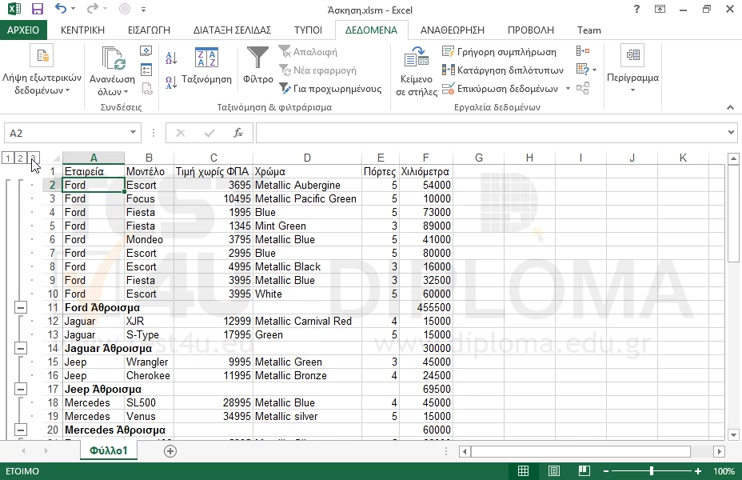 Άσκηση.xlsm - Excel
ΑΡΧΕΙΟ ΚΕΝΤΡΙΚΗ ΕΙΣΑΓΩΓΗ ΔΙΑΤΑΞΗ ΣΕΛΙΔΑΣ ΤΥΠΟΙ ΔΕΔΟΜΕΝΑ ΑΝΑΘΕΩΡΗΣΗ ΠΡΟΒΟΛΗ Team
Λήψη εξωτερικών δεδομένων
Ανανέωση όλων
Συνδέσεις
Ταξινόμηση
Φίλτρο
Απαλοιφή
Νέα εφαρμογή
Για προχωρημένους
Ταξινόμηση & φιλτράρισμα
Κείμενο σε στήλες
Γρήγορη συμπλήρωση
Κατάργηση διπλότυπων
Επικύρωση δεδομένων
Εργαλεία δεδομένων
Περίγραμμα
A2
1 2 3 A B C D E F G H I J K
1 Εταιρεία Μοντέλο Τιμή χωρίς ΦΠΑ Χρώμα Πόρτες Χιλιόμετρα
2 Ford Escort 3695 Metallic Aubergine 5 54000
3 Ford Focus 10495 Metallic Pacific Green 5 10000
4 Ford Fiesta 1995 Blue 5 73000
5 Ford Fiesta 1345 Mint Green 3 89000
6 Ford Mondeo 3795 Metallic Blue 5 41000
7 Ford Escort 2995 Blue 5 80000
8 Ford Escort 4995 Metallic Black 3 16000
9 Ford Fiesta 3995 Metallic Blue 3 32500
10 Ford Escort 3995 White 5 60000
11 Ford Άθροισμα 455500
12 Jaguar XJR 12999 Metallic Carnival Red 4 15000
13 Jaguar S-Type 17995 Green 5 15000
14 Jaguar Άθροισμα 30000
15 Jeep Wrangler 9995 Metallic Green 3 45000
16 Jeep Cherokee 11995 Metallic Bronze 4 24500
17 Jeep Άθροισμα 69500
18 Mercedes SL500 28995 Metallic Blue 4 45000
19 Mercedes Venus 34995 Metallic silver 5 15000
20 Mercedes Άθροισμα 60000
TEST4U DIPLOMA
www.test4u.eu www.diploma.edu.gr
Φύλλο1
ΕΤΟΙΜΟ 100%